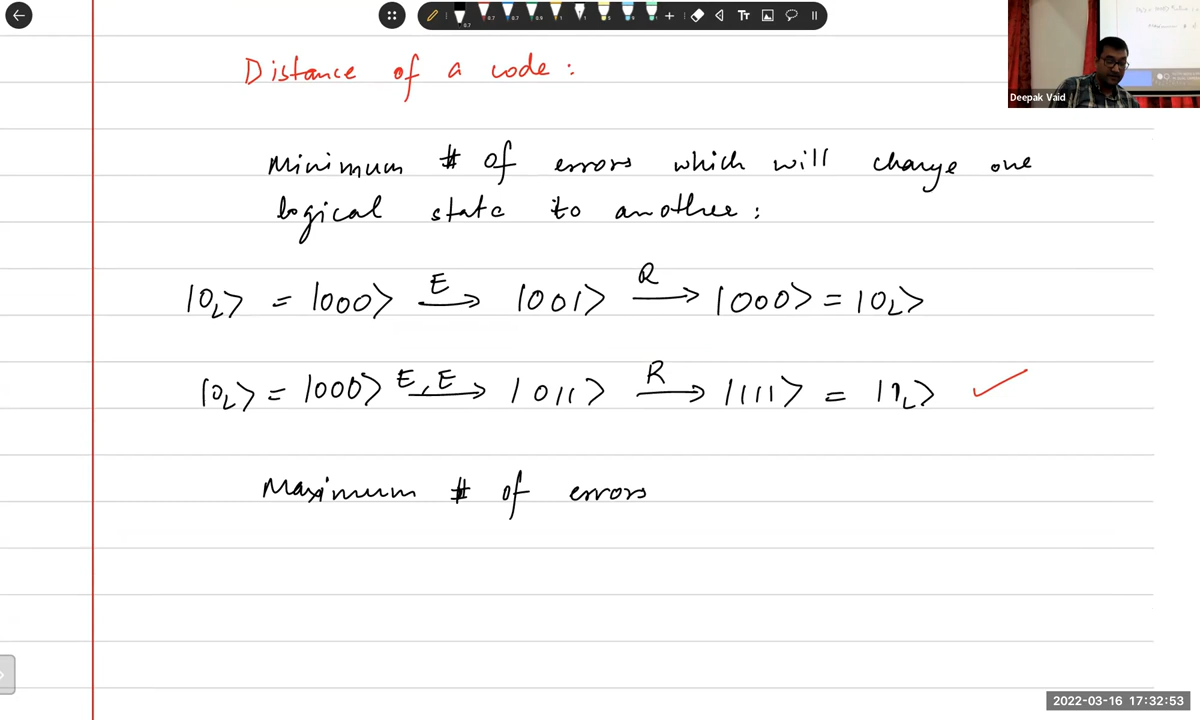 Distance of a code :
Deepak Vaid
Minimum # of errors which will change one
logical state to another :
|0L⟩ = |000⟩ E→ |001⟩ R→ |000⟩ = |0L⟩
|0L⟩ = |000⟩ E,E→ |011⟩ R→ |111⟩ = |1L⟩ ✓
Maximum # of errors
2022-03-16 17:32:53